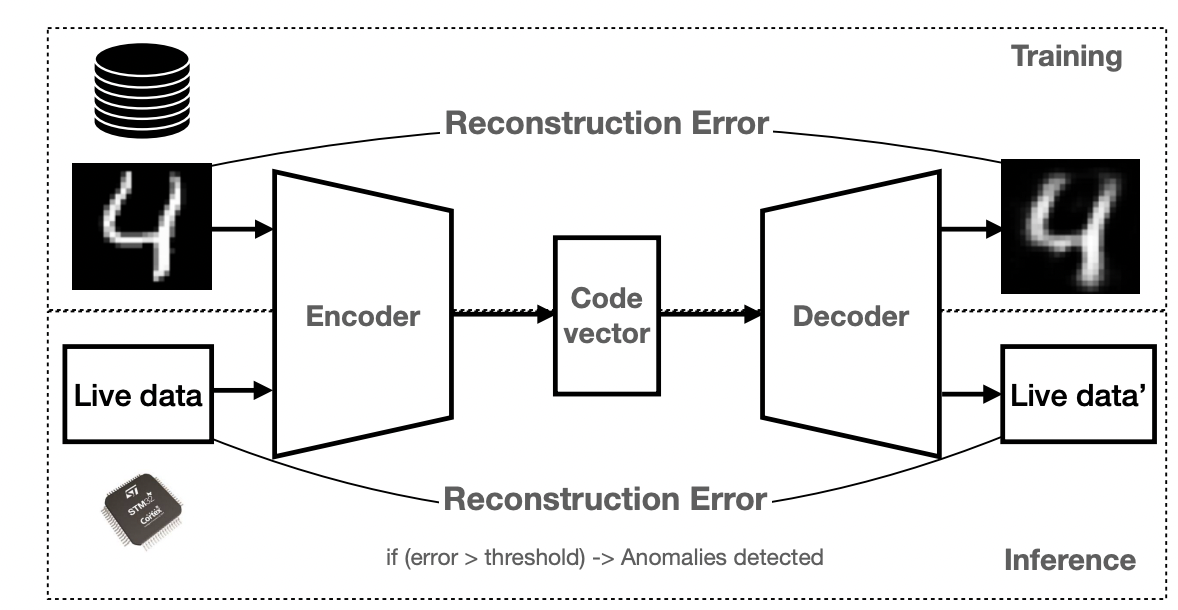 Training
Reconstruction Error
Encoder
Code
vector
Decoder
Live data
Live data’
Reconstruction Error
STM32
Cortex
if (error > threshold) -> Anomalies detected
Inference